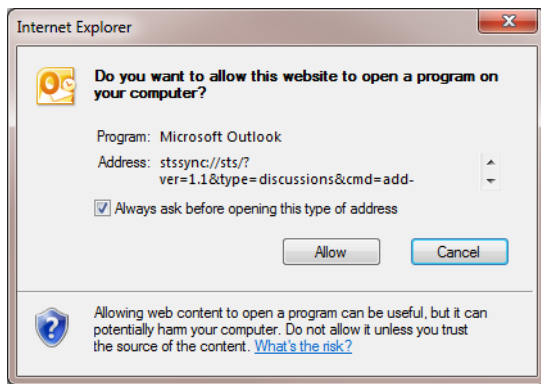 Internet Explorer
Do you want to allow this website to open a program on
your computer?
Program: Microsoft Outlook
Address: stssync://sts/?
ver=1.1&type=discussions&cmd=add-
Always ask before opening this type of address
Allow Cancel
Allowing web content to open a program can be useful, but it can
potentially harm your computer. Do not allow it unless you trust
the source of the content. What's the risk?